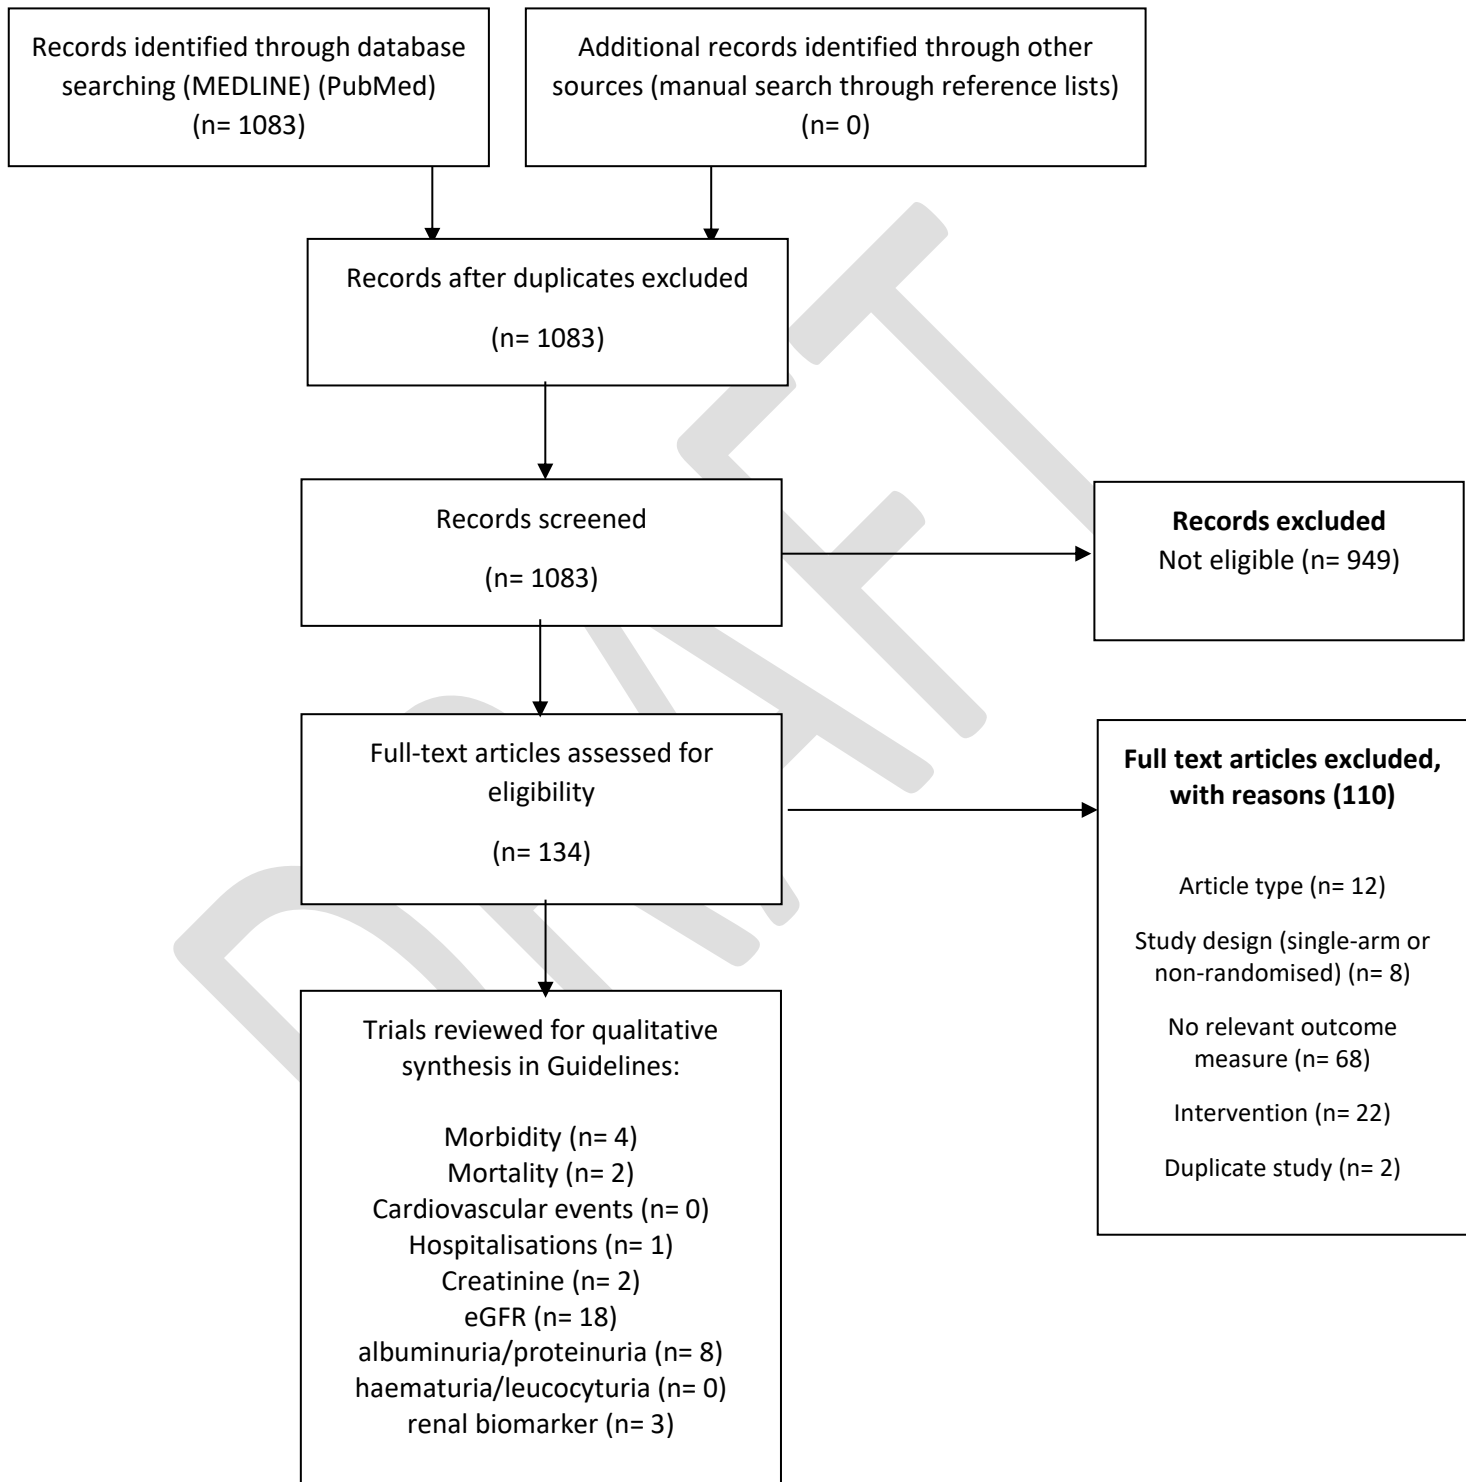 Records identified through database
searching (MEDLINE) (PubMed)
(n= 1083)
Additional records identified through other
sources (manual search through reference lists)
(n= 0)
Records after duplicates excluded
(n= 1083)
Records screened
(n= 1083)
Records excluded
Not eligible (n= 949)
Full-text articles assessed for
eligibility
(n= 134)
Full text articles excluded,
with reasons (110)
Article type (n= 12)
Study design (single-arm or
non-randomised) (n= 8)
No relevant outcome
measure (n= 68)
Intervention (n= 22)
Duplicate study (n= 2)
Trials reviewed for qualitative
synthesis in Guidelines:
Morbidity (n= 4)
Mortality (n= 2)
Cardiovascular events (n= 0)
Hospitalisations (n= 1)
Creatinine (n= 2)
eGFR (n= 18)
albuminuria/proteinuria (n= 8)
haematuria/leucocyturia (n= 0)
renal biomarker (n= 3)
DRAFT